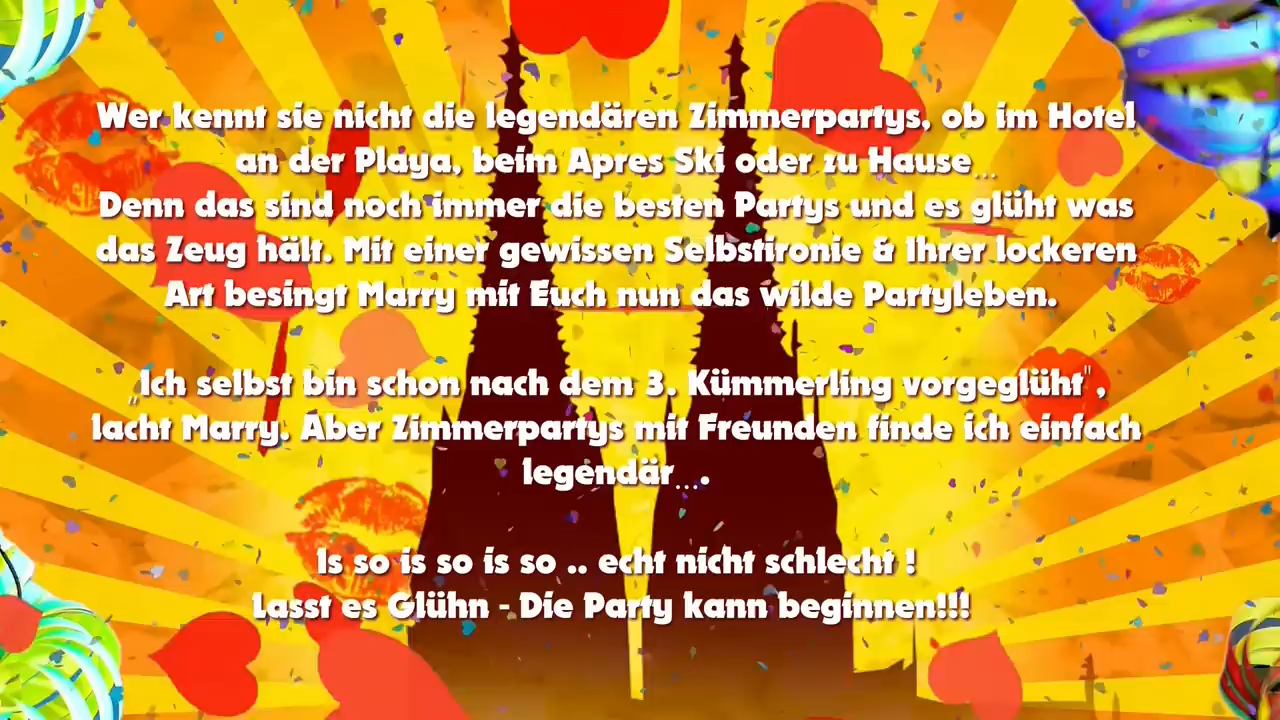 Wer kennt sie nicht die legendären Zimmerpartys, ob im Hotel
an der Playa, beim Apres Ski oder zu Hause...
Denn das sind noch immer die besten Partys und es glüht was
das Zeug hält. Mit einer gewissen Selbstironie & Ihrer lockeren
Art besingt Marry mit Euch nun das wilde Partyleben.
„Ich selbst bin schon nach dem 3. Kümmerling vorgeglüht",
lacht Marry. Aber Zimmerpartys mit Freunden finde ich einfach
legendär....
Is so is so is so .. echt nicht schlecht !
Lasst es Glühn - Die Party kann beginnen!!!